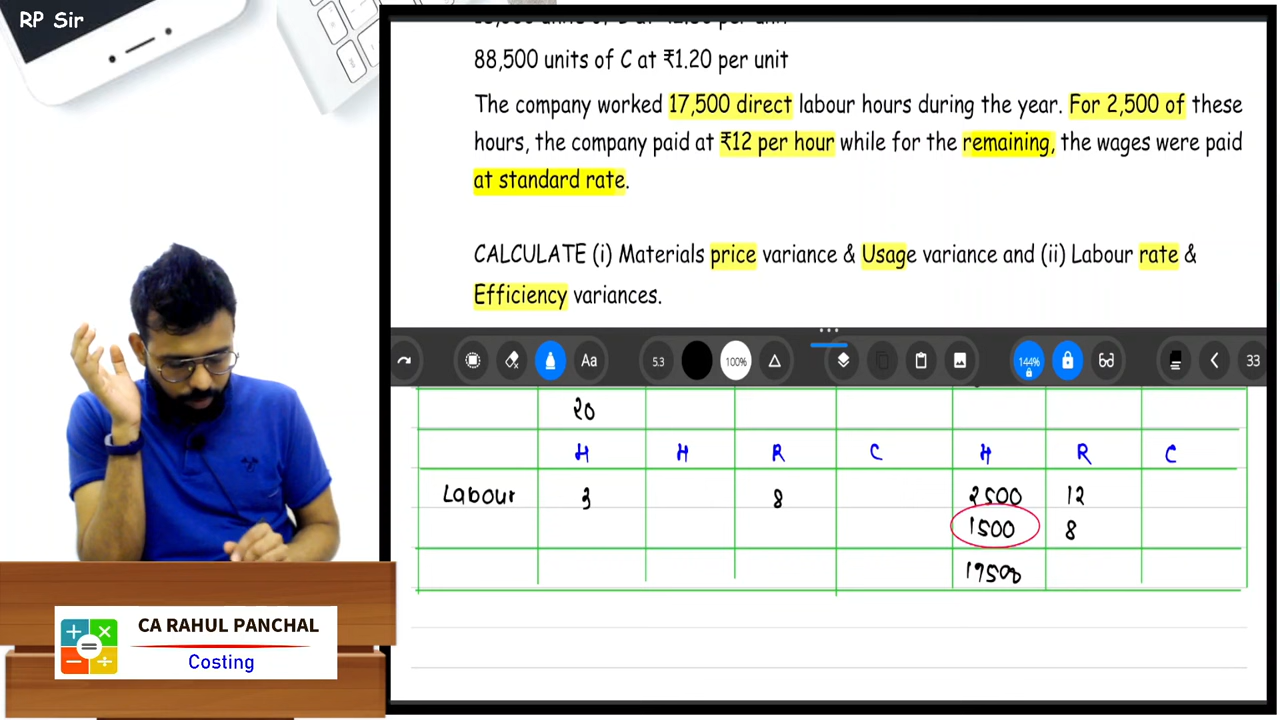 RP Sir
88,500 units of C at ₹1.20 per unit
The company worked 17,500 direct labour hours during the year. For 2,500 of these
hours, the company paid at ₹12 per hour while for the remaining, the wages were paid
at standard rate.
CALCULATE (i) Materials price variance & Usage variance and (ii) Labour rate &
Efficiency variances.
Aa 5.3 100% 144% 33
20
H H R C H R C
Labour 3 8 2500 12
1500 8
17500
CA RAHUL PANCHAL
Costing